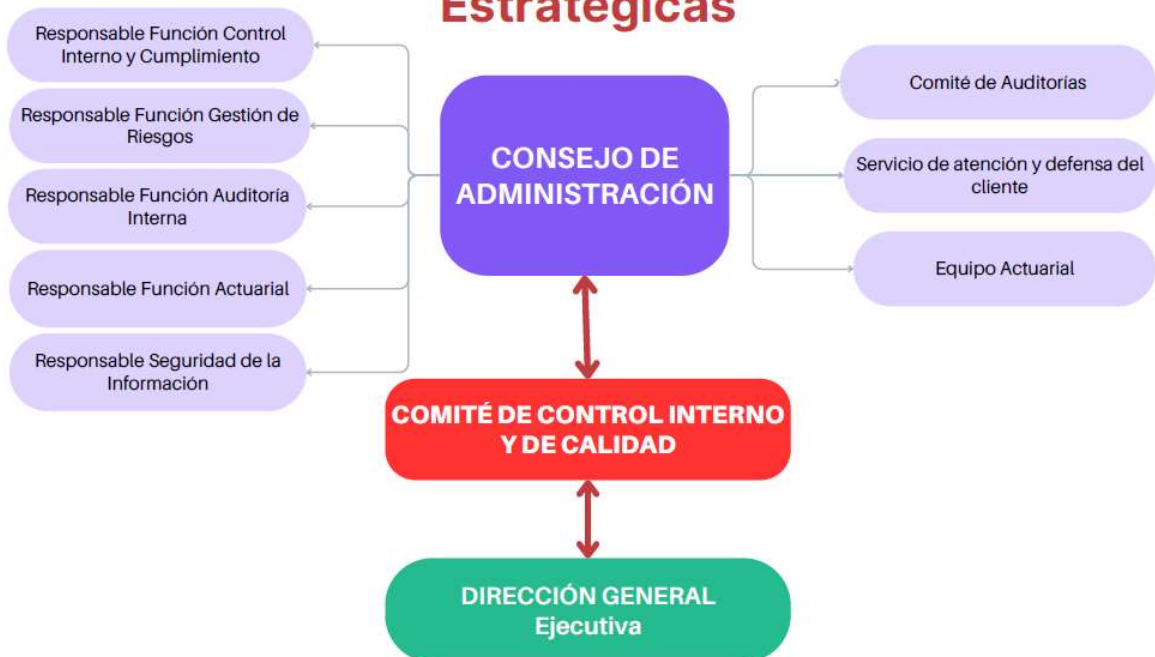 Estratégicas
Responsable Función Control
Interno y Cumplimiento
Responsable Función Gestión de
Riesgos
Responsable Función Auditoría
Interna
Responsable Función Actuarial
Responsable Seguridad de la
Información
CONSEJO DE
ADMINISTRACIÓN
Comité de Auditorías
Servicio de atención y defensa del
cliente
Equipo Actuarial
COMITÉ DE CONTROL INTERNO
Y DE CALIDAD
DIRECCIÓN GENERAL
Ejecutiva